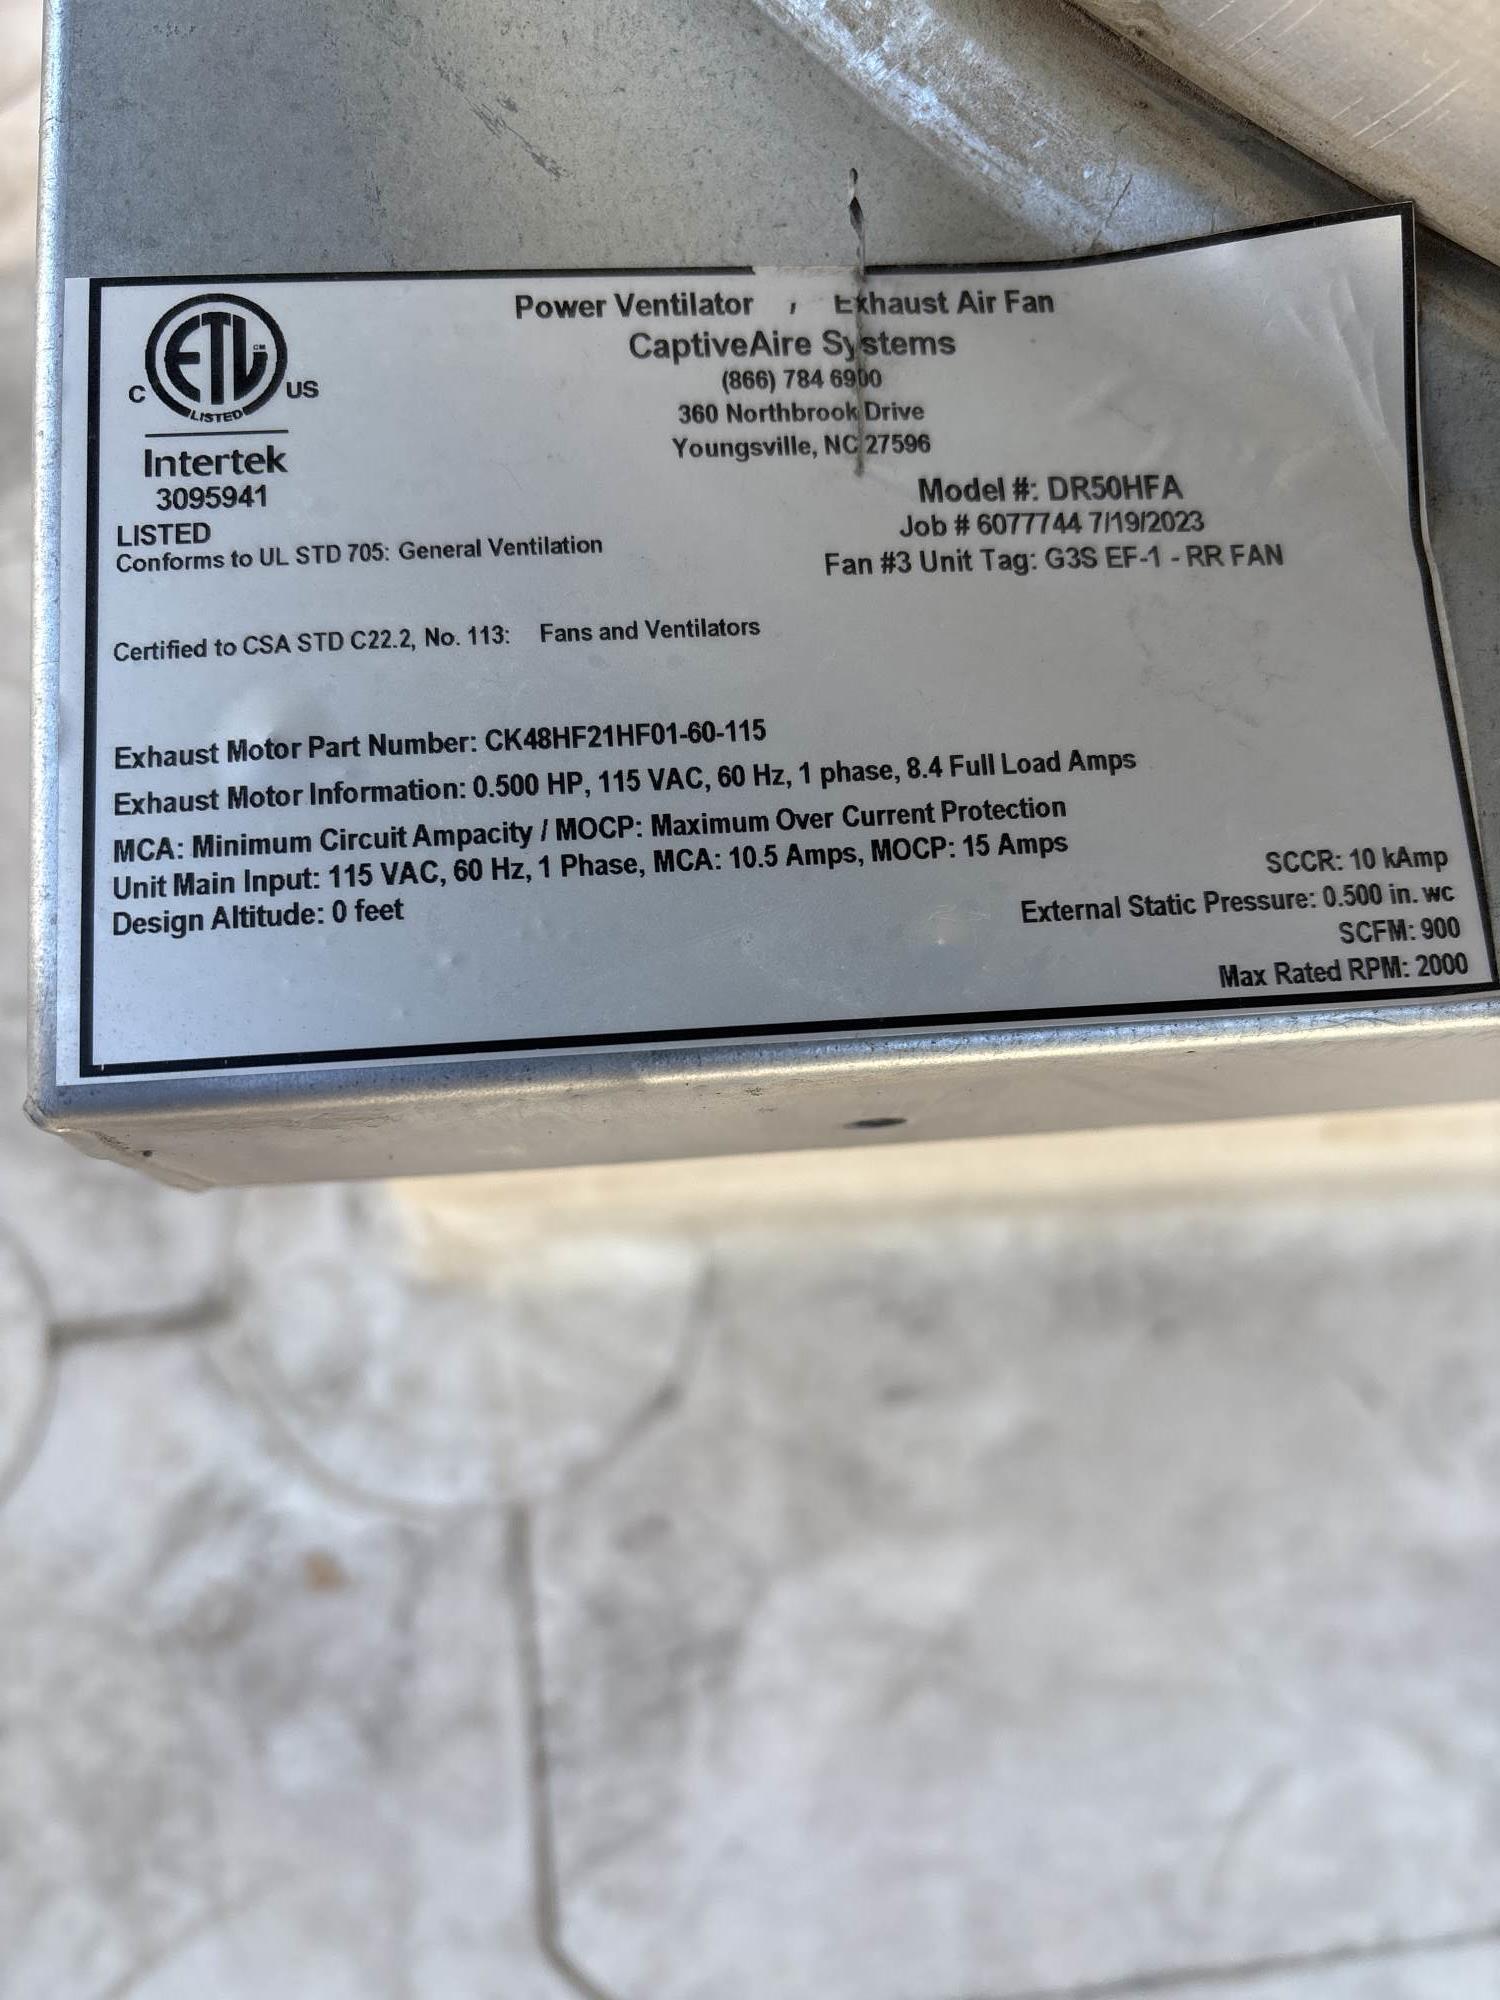 Power Ventilator , Exhaust Air Fan
CaptiveAire Systems
(866) 784 6900
360 Northbrook Drive
Youngsville, NC 27596
C ETL CM US
LISTED
Intertek
3095941
LISTED
Conforms to UL STD 705: General Ventilation
Model #: DR50HFA
Job # 6077744 7/19/2023
Fan #3 Unit Tag: G3S EF-1 - RR FAN
Certified to CSA STD C22.2, No. 113: Fans and Ventilators
Exhaust Motor Part Number: CK48HF21HF01-60-115
Exhaust Motor Information: 0.500 HP, 115 VAC, 60 Hz, 1 phase, 8.4 Full Load Amps
MCA: Minimum Circuit Ampacity / MOCP: Maximum Over Current Protection
Unit Main Input: 115 VAC, 60 Hz, 1 Phase, MCA: 10.5 Amps, MOCP: 15 Amps
Design Altitude: 0 feet
SCCR: 10 kAmp
External Static Pressure: 0.500 in. wc
SCFM: 900
Max Rated RPM: 2000